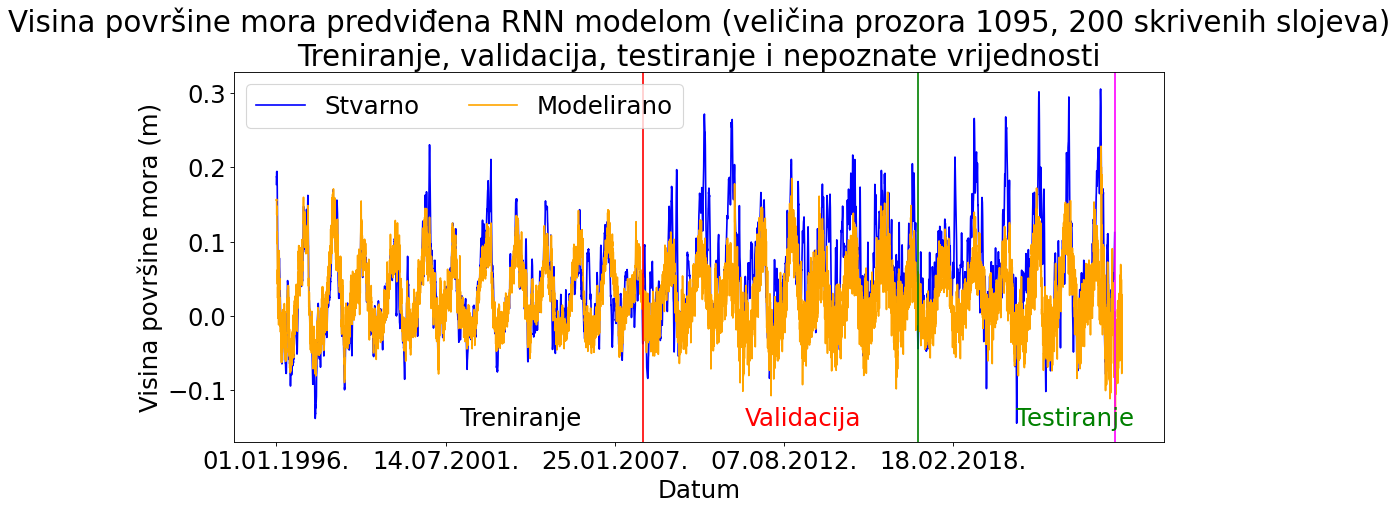 Visina površine mora predviđena RNN modelom (veličina prozora 1095, 200 skrivenih slojeva)
Treniranje, validacija, testiranje i nepoznate vrijednosti
Stvarno Modelirano
Visina površine mora (m)
0.3
0.2
0.1
0.0
−0.1
Treniranje Validacija Testiranje
01.01.1996. 14.07.2001. 25.01.2007. 07.08.2012. 18.02.2018.
Datum